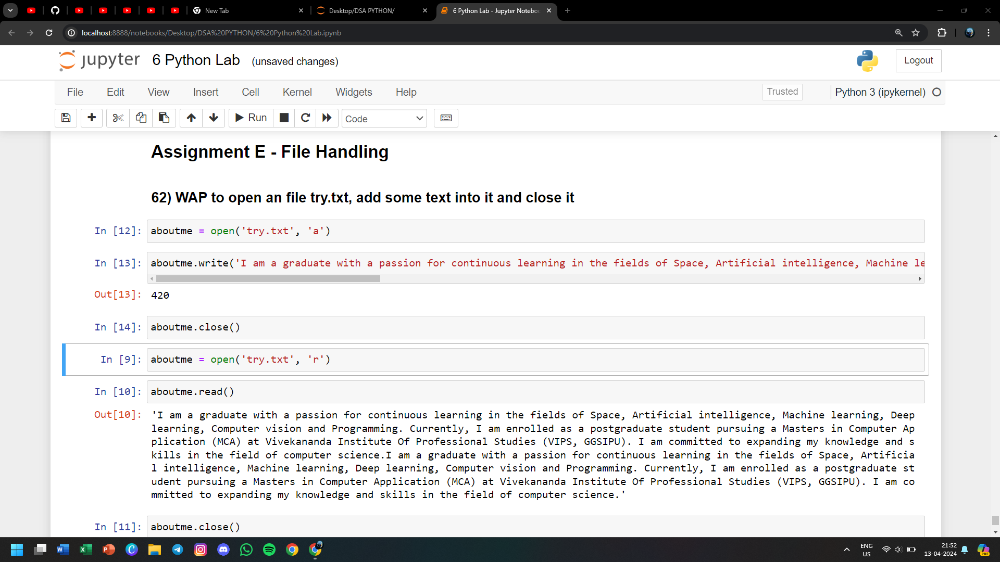 New Tab
Desktop/DSA PYTHON/
6 Python Lab - Jupyter Noteboo
localhost:8888/notebooks/Desktop/DSA%20PYTHON/6%20Python%20Lab.ipynb
jupyter 6 Python Lab (unsaved changes)
Logout
File Edit View Insert Cell Kernel Widgets Help
Trusted
Python 3 (ipykernel)
Run
Code
Assignment E - File Handling
62) WAP to open an file try.txt, add some text into it and close it
In [12]: aboutme = open('try.txt', 'a')
In [13]: aboutme.write('I am a graduate with a passion for continuous learning in the fields of Space, Artificial intelligence, Machine le
Out[13]: 420
In [14]: aboutme.close()
In [9]: aboutme = open('try.txt', 'r')
In [10]: aboutme.read()
Out[10]: 'I am a graduate with a passion for continuous learning in the fields of Space, Artificial intelligence, Machine learning, Deep
learning, Computer vision and Programming. Currently, I am enrolled as a postgraduate student pursuing a Masters in Computer Ap
plication (MCA) at Vivekananda Institute Of Professional Studies (VIPS, GGSIPU). I am committed to expanding my knowledge and s
kills in the field of computer science.I am a graduate with a passion for continuous learning in the fields of Space, Artificia
l intelligence, Machine learning, Deep learning, Computer vision and Programming. Currently, I am enrolled as a postgraduate st
udent pursuing a Masters in Computer Application (MCA) at Vivekananda Institute Of Professional Studies (VIPS, GGSIPU). I am co
mmitted to expanding my knowledge and skills in the field of computer science.'
In [11]: aboutme.close()
ENG
US
21:52
13-04-2024
PRE